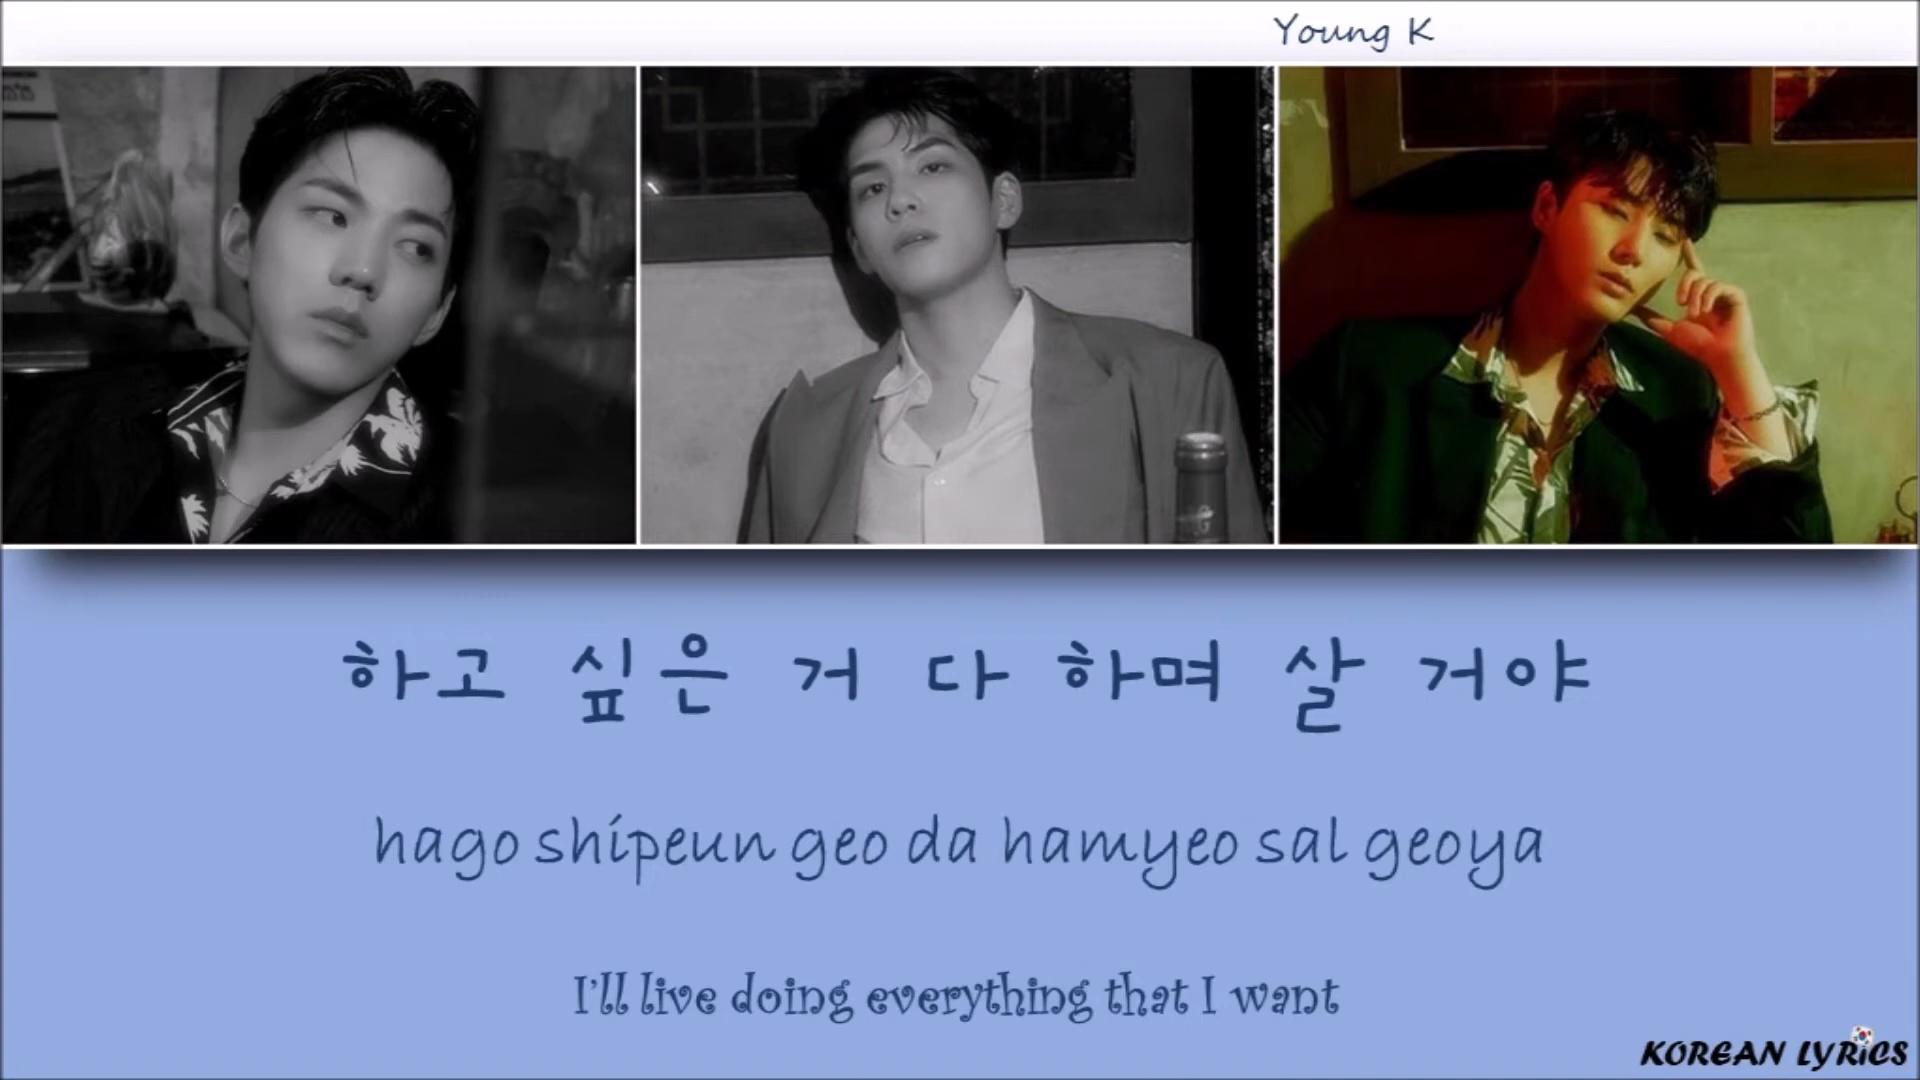 Young K
하고 싶은 거 다 하며 살 거야
hago shipeun geo da hamyeo sal geoya
I'll live doing everything that I want
KOREAN LYRICS